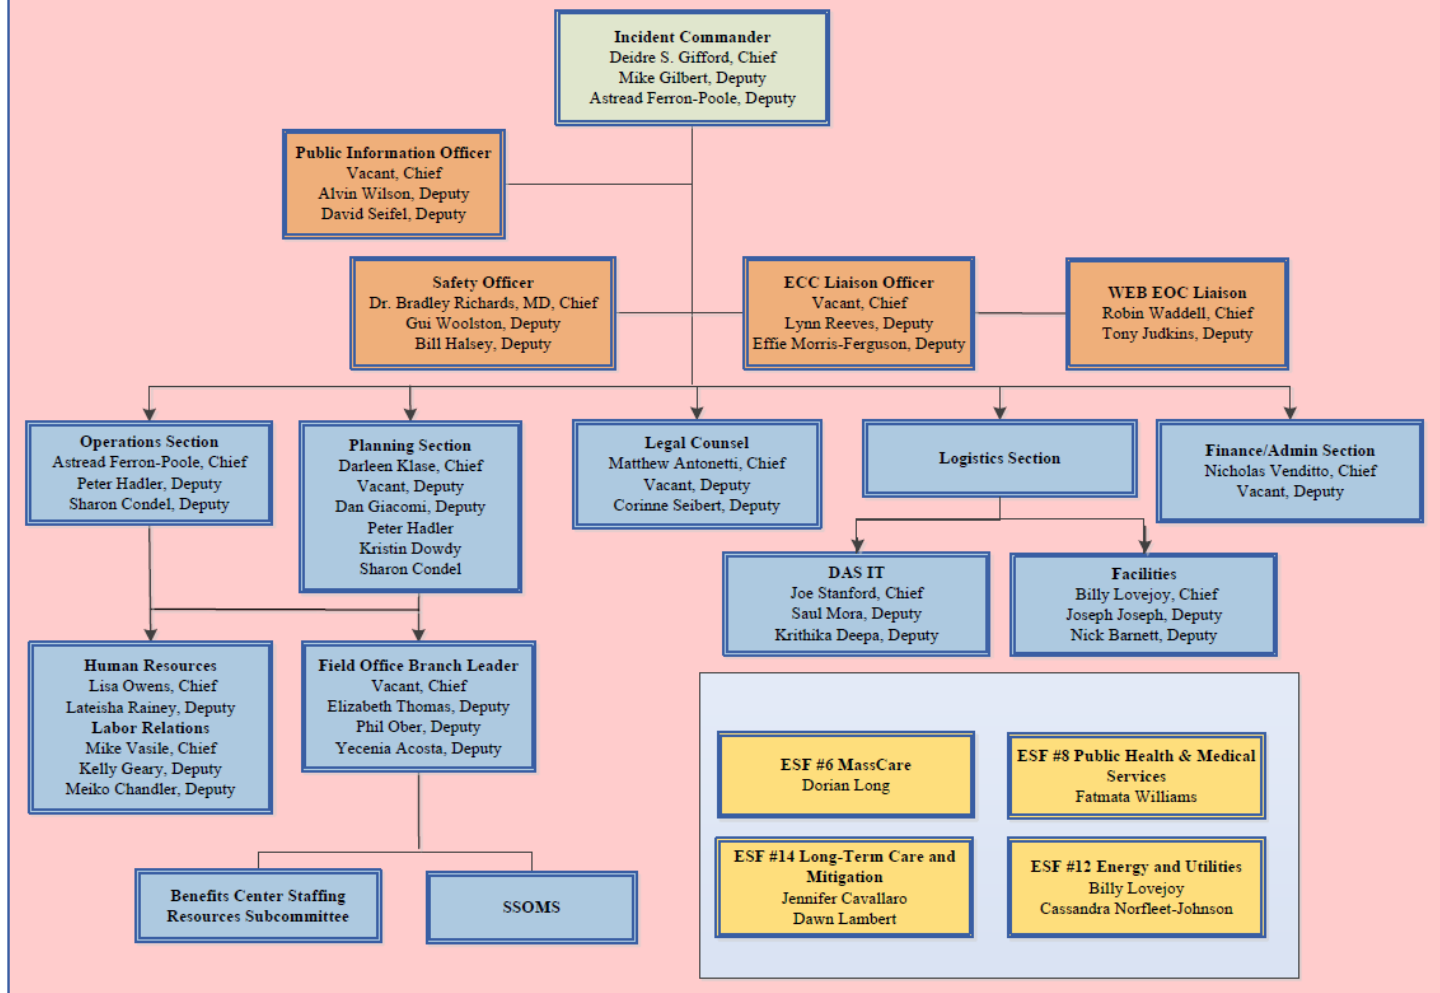 Incident Commander
Deidre S. Gifford, Chief
Mike Gilbert, Deputy
Astread Ferron-Poole, Deputy
Public Information Officer
Vacant, Chief
Alvin Wilson, Deputy
David Seifel, Deputy
Safety Officer
Dr. Bradley Richards, MD, Chief
Gui Woolston, Deputy
Bill Halsey, Deputy
ECC Liaison Officer
Vacant, Chief
Lynn Reeves, Deputy
Effie Morris-Ferguson, Deputy
WEB EOC Liaison
Robin Waddell, Chief
Tony Judkins, Deputy
Operations Section
Astread Ferron-Poole, Chief
Peter Hadler, Deputy
Sharon Condel, Deputy
Planning Section
Darleen Klase, Chief
Vacant, Deputy
Dan Giacomi, Deputy
Peter Hadler
Kristin Dowdy
Sharon Condel
Legal Counsel
Matthew Antonetti, Chief
Vacant, Deputy
Corinne Seibert, Deputy
Logistics Section
Finance/Admin Section
Nicholas Venditto, Chief
Vacant, Deputy
DAS IT
Joe Stanford, Chief
Saul Mora, Deputy
Krithika Deepa, Deputy
Facilities
Billy Lovejoy, Chief
Joseph Joseph, Deputy
Nick Barnett, Deputy
Human Resources
Lisa Owens, Chief
Lateisha Rainey, Deputy
Labor Relations
Mike Vasile, Chief
Kelly Geary, Deputy
Meiko Chandler, Deputy
Field Office Branch Leader
Vacant, Chief
Elizabeth Thomas, Deputy
Phil Ober, Deputy
Yecenia Acosta, Deputy
Benefits Center Staffing
Resources Subcommittee
SSOMS
ESF #6 MassCare
Dorian Long
ESF #8 Public Health & Medical
Services
Fatmata Williams
ESF #14 Long-Term Care and
Mitigation
Jennifer Cavallaro
Dawn Lambert
ESF #12 Energy and Utilities
Billy Lovejoy
Cassandra Norfleet-Johnson